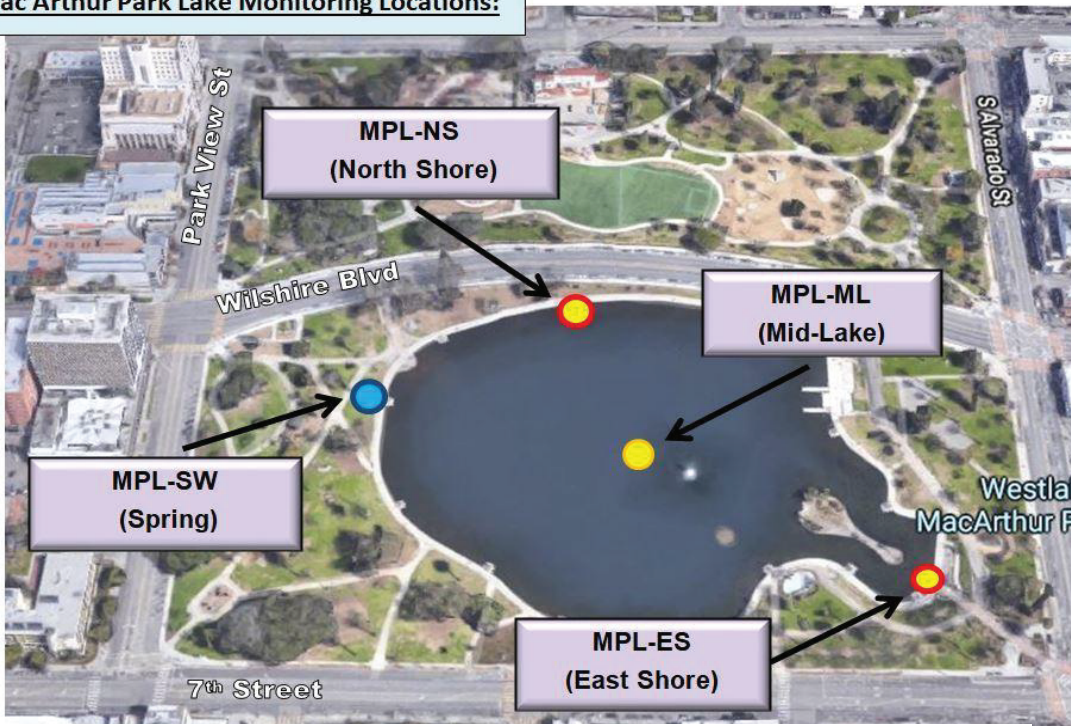 ac Arthur Park Lake Monitoring Locations:
Park View St
MPL-NS
(North Shore)
S Alvarado St
Wilshire Blvd
MPL-ML
(Mid-Lake)
MPL-SW
(Spring)
Westla
MacArthur P
MPL-ES
(East Shore)
7th Street